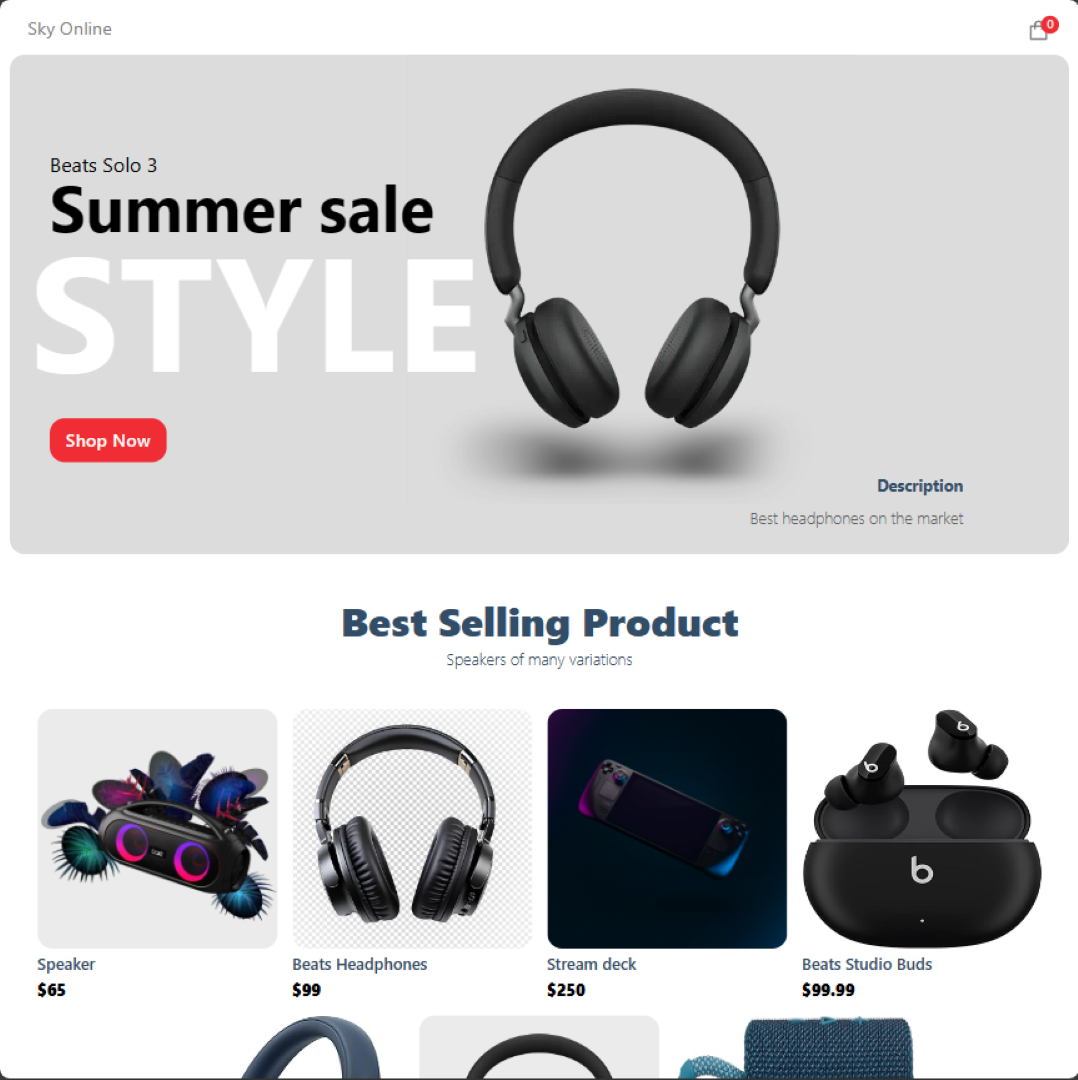 Sky Online
0
Beats Solo 3
Summer sale
STYLE
Shop Now
Description
Best headphones on the market
Best Selling Product
Speakers of many variations
Speaker
$65
Beats Headphones
$99
Stream deck
$250
Beats Studio Buds
$99.99